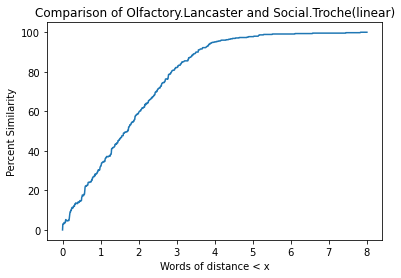 Comparison of Olfactory.Lancaster and Social.Troche(linear)
100
80
60
40
20
0
Percent Similarity
0 1 2 3 4 5 6 7 8
Words of distance < x